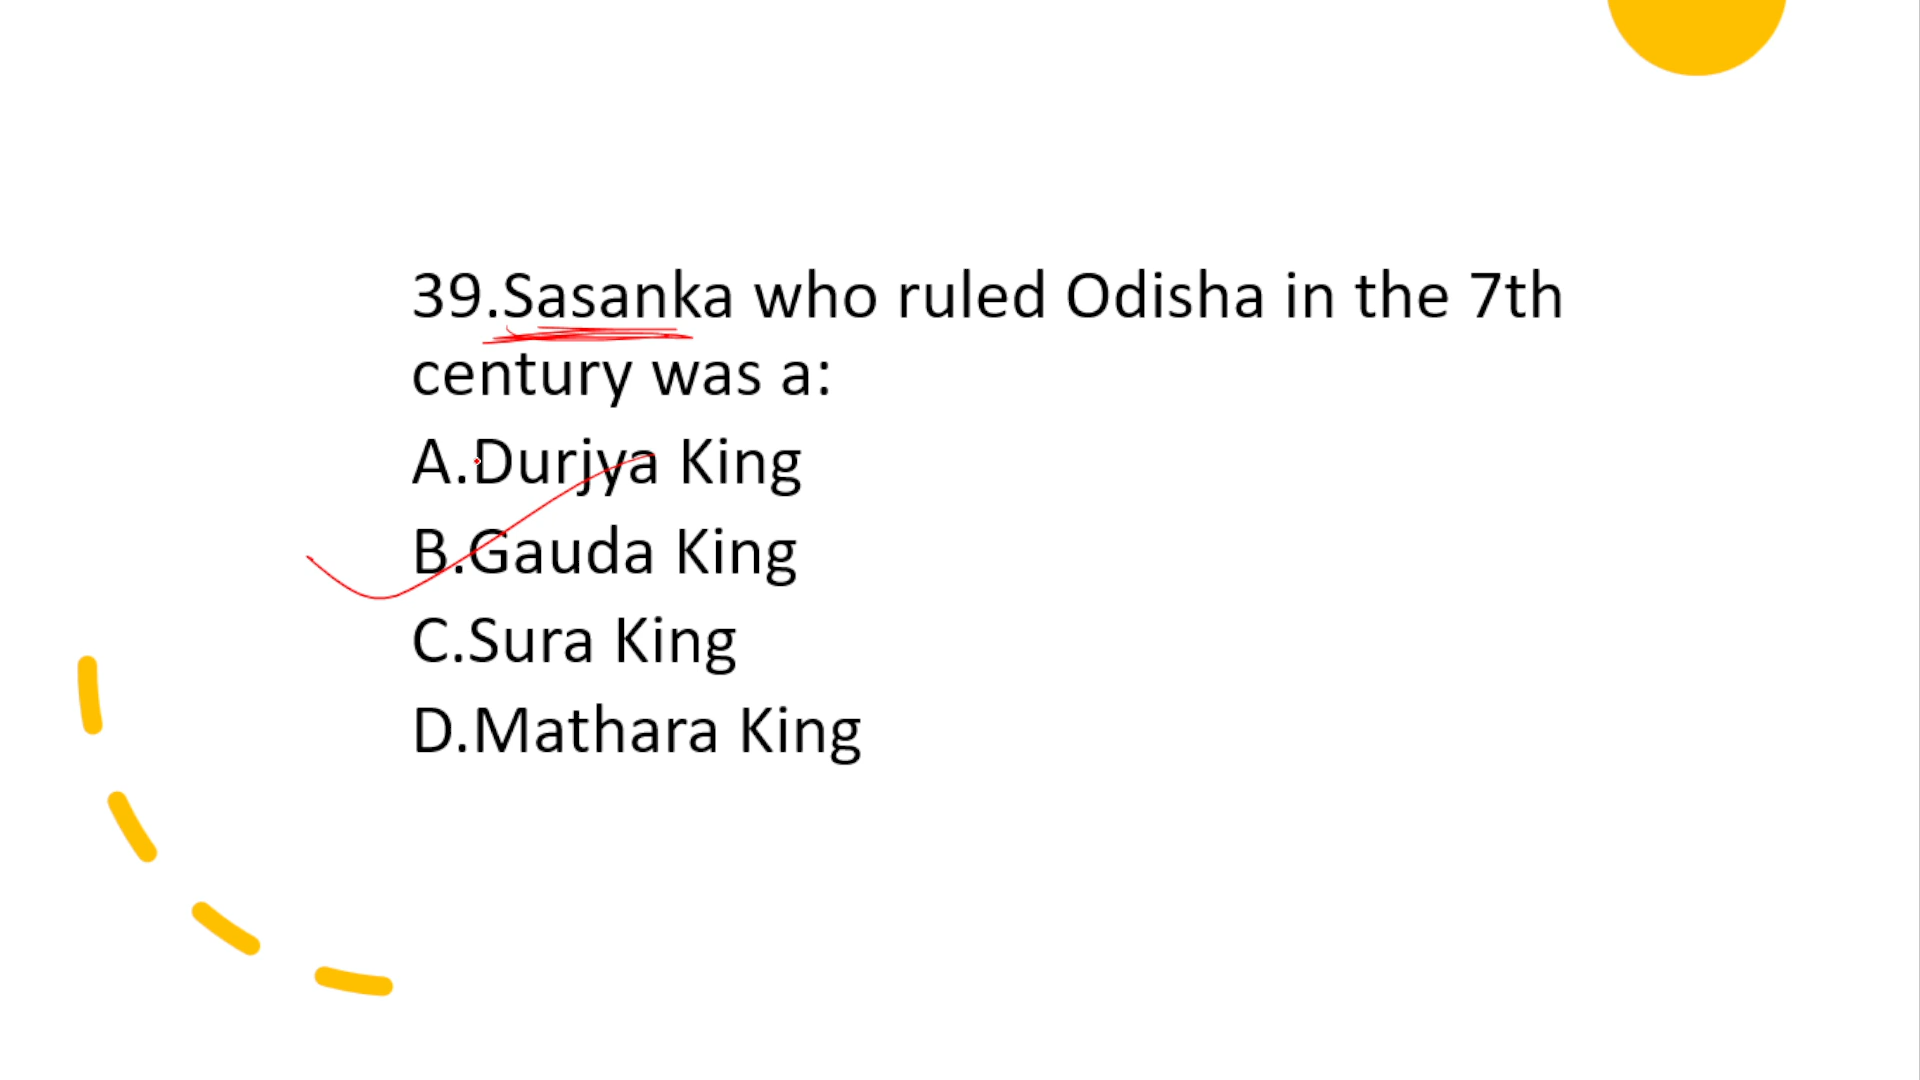 39.Sasanka who ruled Odisha in the 7th
century was a:
A.Durjya King
B.Gauda King
C.Sura King
D.Mathara King